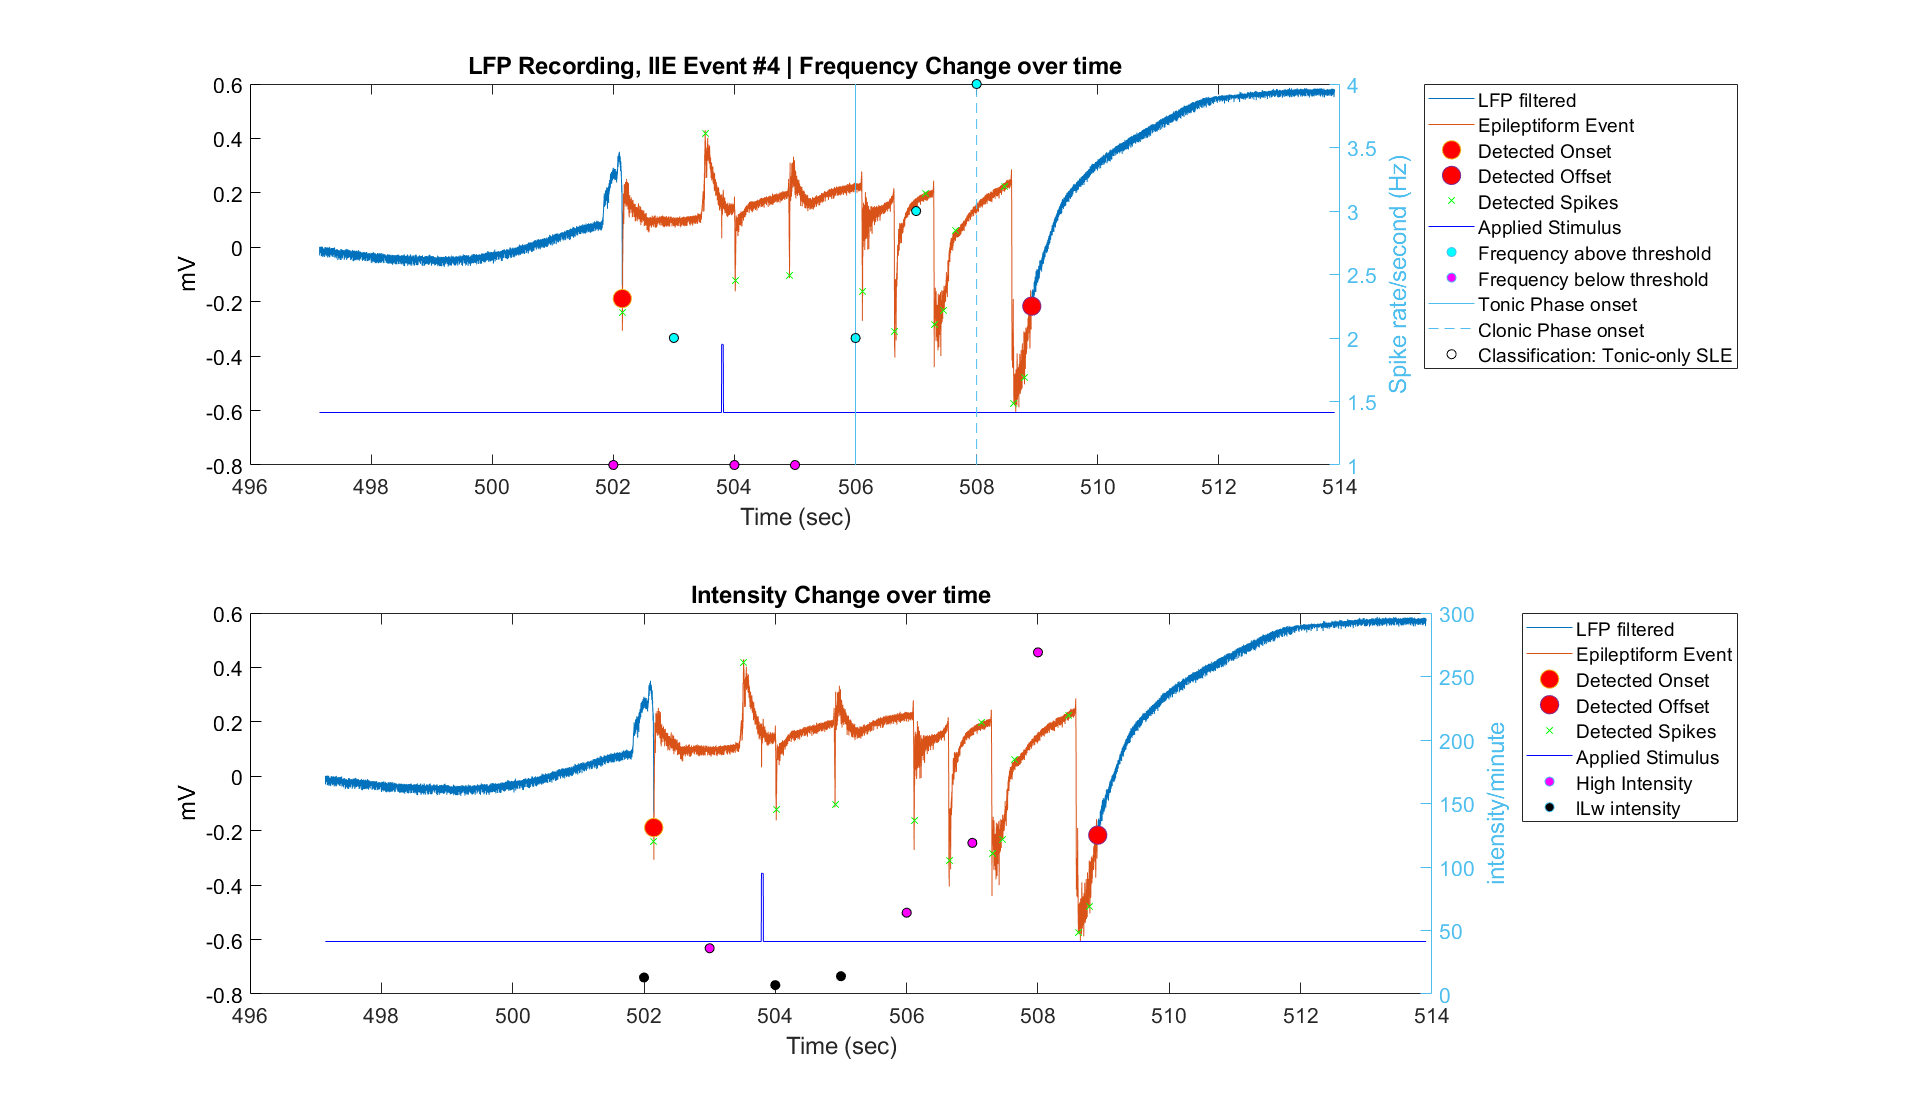 LFP Recording, IIE Event #4 | Frequency Change over time
0.6
0.4
0.2
0
-0.2
-0.4
-0.6
-0.8
mV
496 498 500 502 504 506 508 510 512 514
Time (sec)
4
3.5
3
2.5
2
1.5
1
Spike rate/second (Hz)
LFP filtered
Epileptiform Event
Detected Onset
Detected Offset
Detected Spikes
Applied Stimulus
Frequency above threshold
Frequency below threshold
Tonic Phase onset
Clonic Phase onset
Classification: Tonic-only SLE
Intensity Change over time
0.6
0.4
0.2
0
-0.2
-0.4
-0.6
-0.8
mV
496 498 500 502 504 506 508 510 512 514
Time (sec)
300
250
200
150
100
50
0
intensity/minute
LFP filtered
Epileptiform Event
Detected Onset
Detected Offset
Detected Spikes
Applied Stimulus
High Intensity
lLw intensity